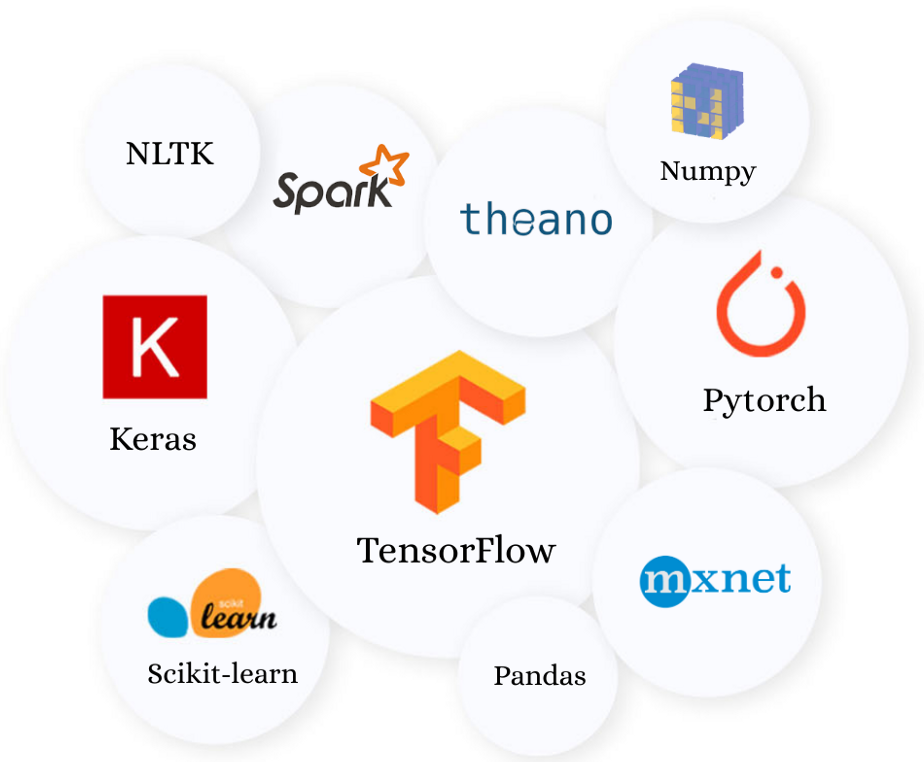 NLTK
Spark
theano
Numpy
K
Keras
TensorFlow
Pytorch
scikit
learn
Scikit-learn
Pandas
mxnet